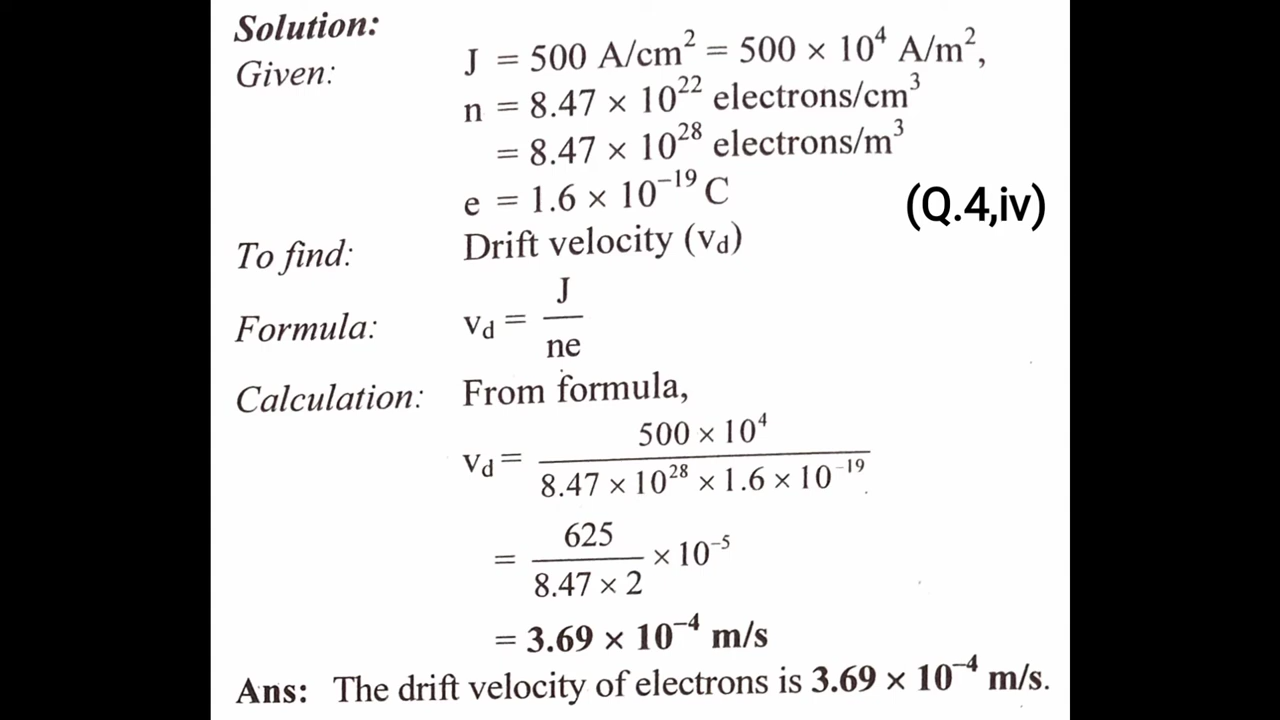 Solution:
Given: J = 500 A/cm² = 500 × 10⁴ A/m²,
n = 8.47 × 10²² electrons/cm³
= 8.47 × 10²⁸ electrons/m³
e = 1.6 × 10⁻¹⁹ C
(Q.4,iv)
To find: Drift velocity (v_d)
Formula: v_d = J / ne
Calculation: From formula,
v_d = 500 × 10⁴ / 8.47 × 10²⁸ × 1.6 × 10⁻¹⁹
= 625 / 8.47 × 2 × 10⁻⁵
= 3.69 × 10⁻⁴ m/s
Ans: The drift velocity of electrons is 3.69 × 10⁻⁴ m/s.